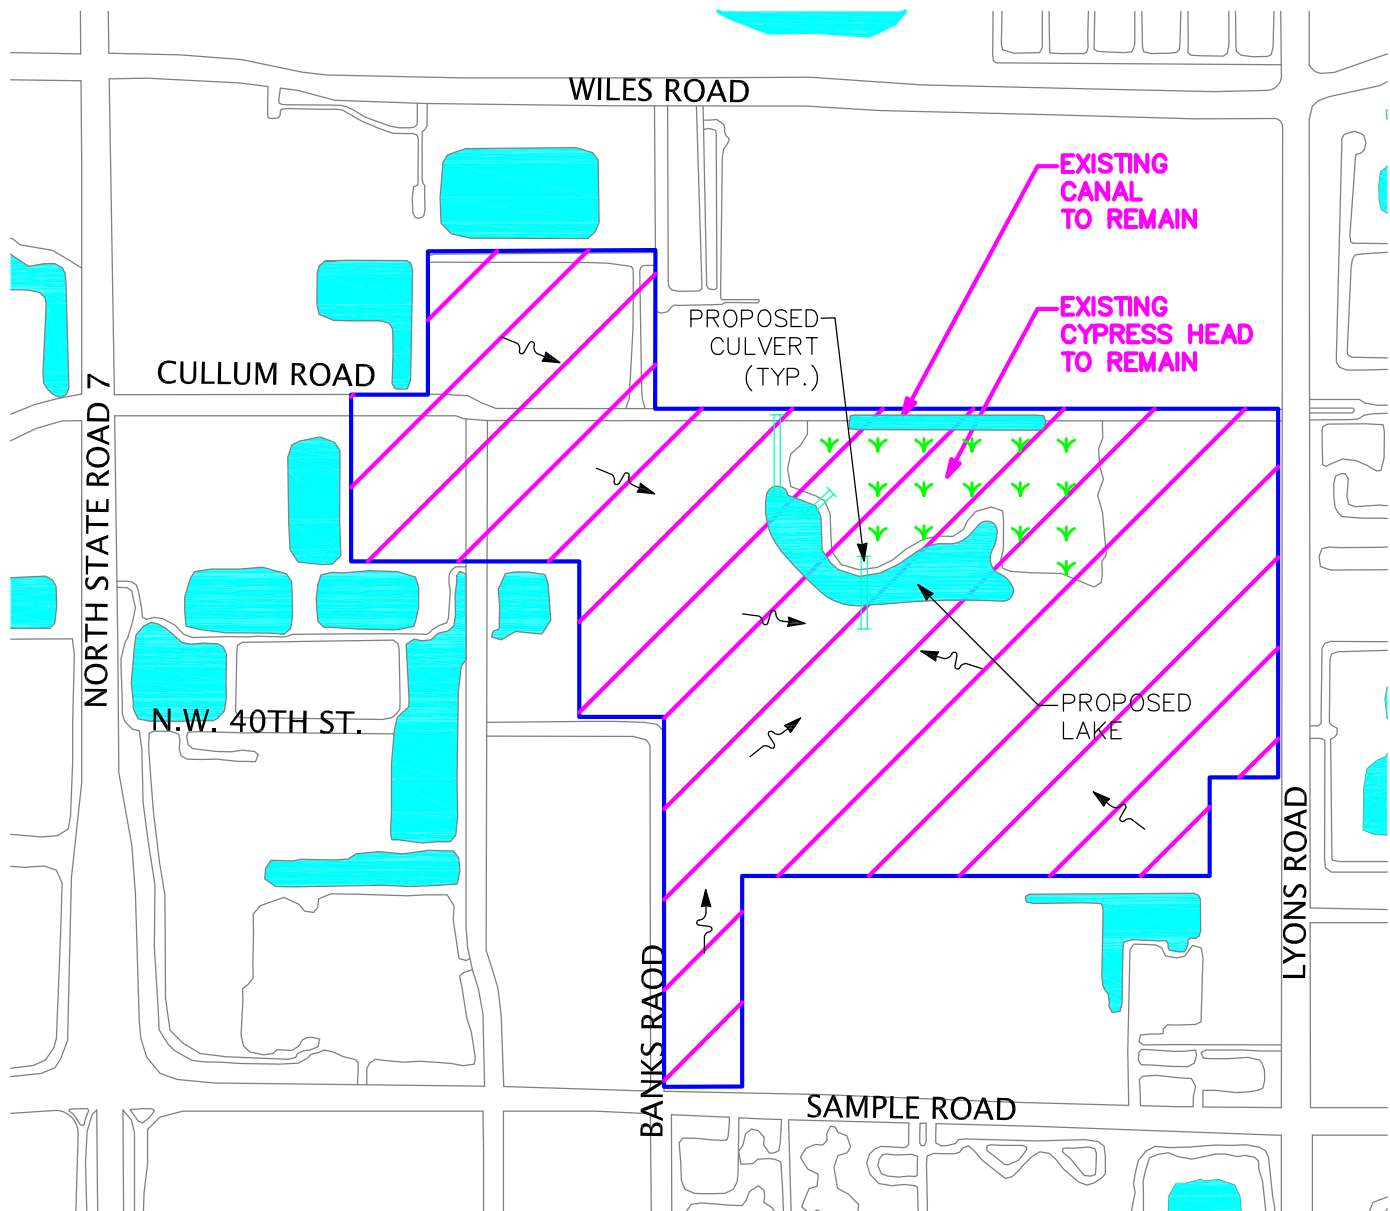 WILES ROAD
EXISTING
CANAL
TO REMAIN
EXISTING
CYPRESS HEAD
TO REMAIN
PROPOSED
CULVERT
(TYP.)
CULLUM ROAD
NORTH STATE ROAD 7
N.W. 40TH ST.
PROPOSED
LAKE
LYONS ROAD
BANKS RAOD
SAMPLE ROAD